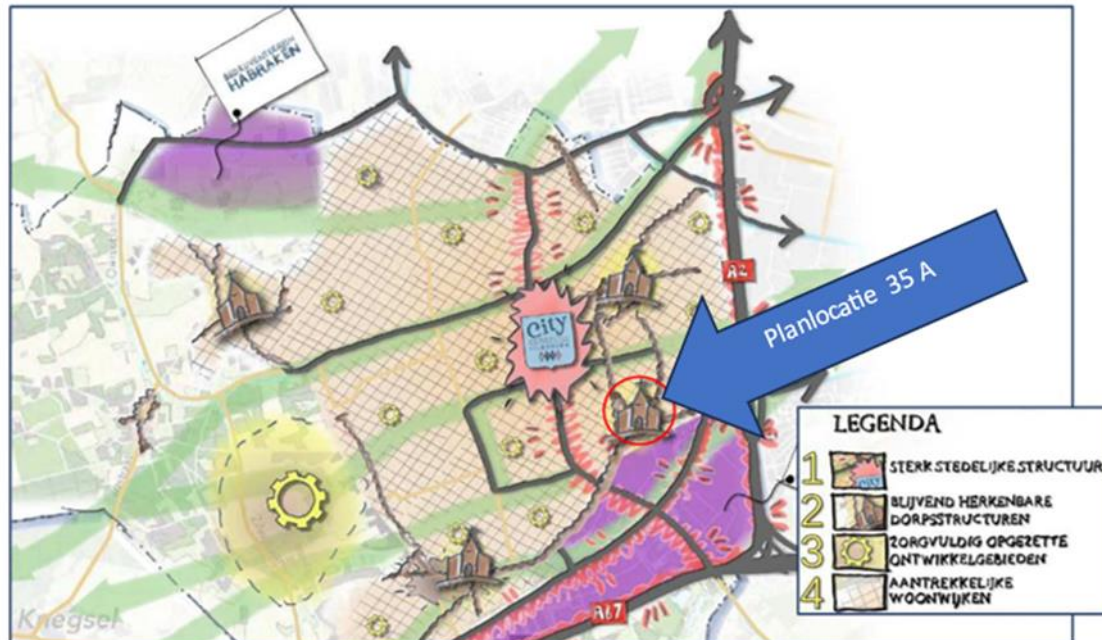 BEDRIJVENTERREIN
HABRAKEN
A2
City
Planlocatie 35 A
LEGENDA
1 STERK STEDELIJKE STRUCTUUR
2 BLIJVEND HERKENBARE
DORPSSTRUCTUREN
3 ZORGVULDIG OPGEZETTE
ONTWIKKELGEBIEDEN
4 AANTREKKELIJKE
WOONWIJKEN
A67
Knegsel